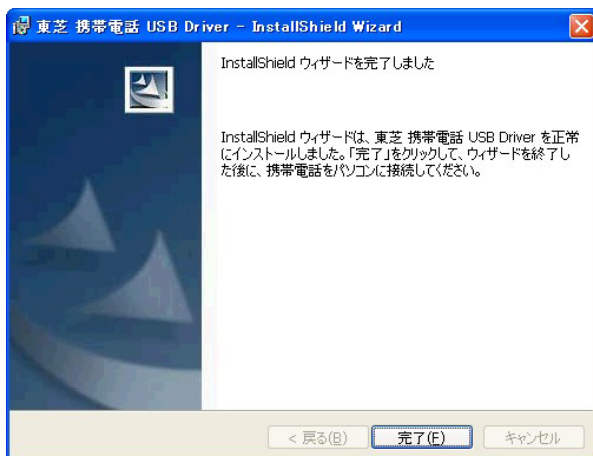 東芝 携帯電話 USB Driver - InstallShield Wizard
InstallShield ウィザードを完了しました
InstallShield ウィザードは、東芝 携帯電話 USB Driver を正常
にインストールしました。「完了」をクリックして、ウィザードを終了し
た後に、携帯電話をパソコンに接続してください。
< 戻る(B)
完了(F)
キャンセル